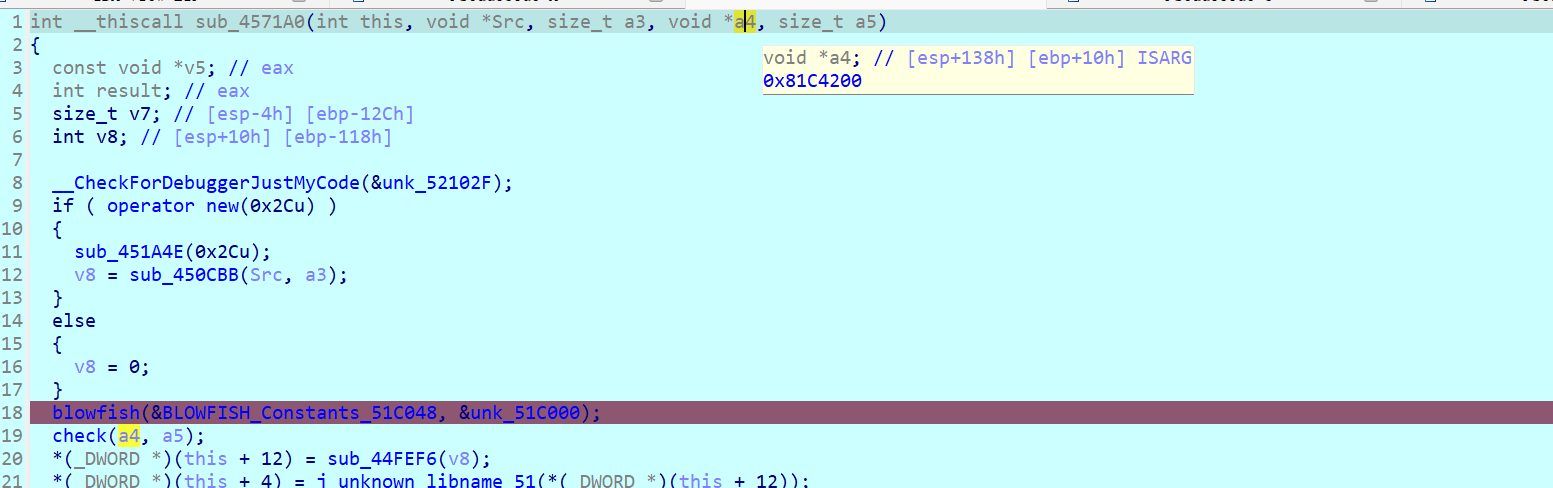 1 int __thiscall sub_4571A0(int this, void *Src, size_t a3, void *a4, size_t a5)
2 {
3 const void *v5; // eax
void *a4; // [esp+138h] [ebp+10h] ISARG
4 int result; // eax
0x81C4200
5 size_t v7; // [esp-4h] [ebp-12Ch]
6 int v8; // [esp+10h] [ebp-118h]
7
8 __CheckForDebuggerJustMyCode(&unk_52102F);
9 if ( operator new(0x2Cu) )
10 {
11 sub_451A4E(0x2Cu);
12 v8 = sub_450CBB(Src, a3);
13 }
14 else
15 {
16 v8 = 0;
17 }
18 blowfish(&BLOWFISH_Constants_51C048, &unk_51C000);
19 check(a4, a5);
20 *(_DWORD *)(this + 12) = sub_44FEF6(v8);
21 *(_DWORD *)(this + 4) = j_unknown_libname_51(*(_DWORD *)(this + 12));